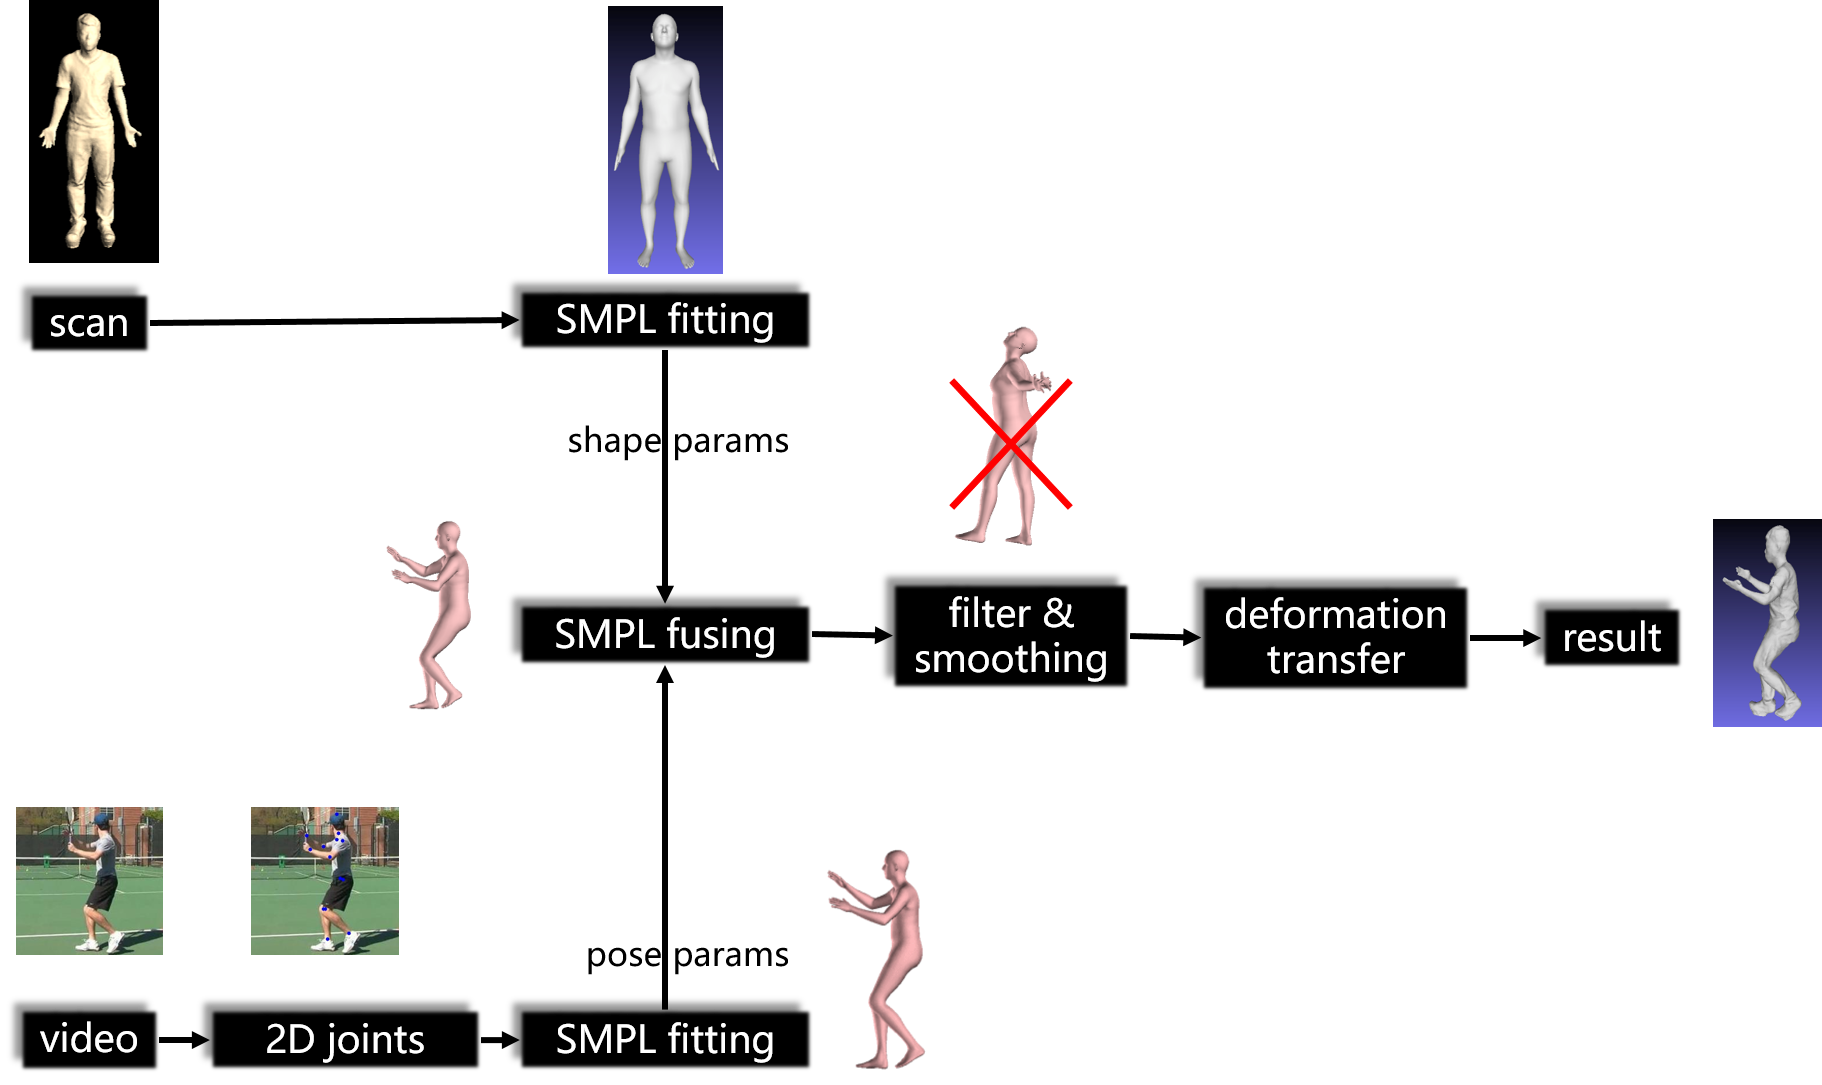 scan
SMPL fitting
shape params
SMPL fusing
filter &
smoothing
deformation
transfer
result
pose params
video
2D joints
SMPL fitting